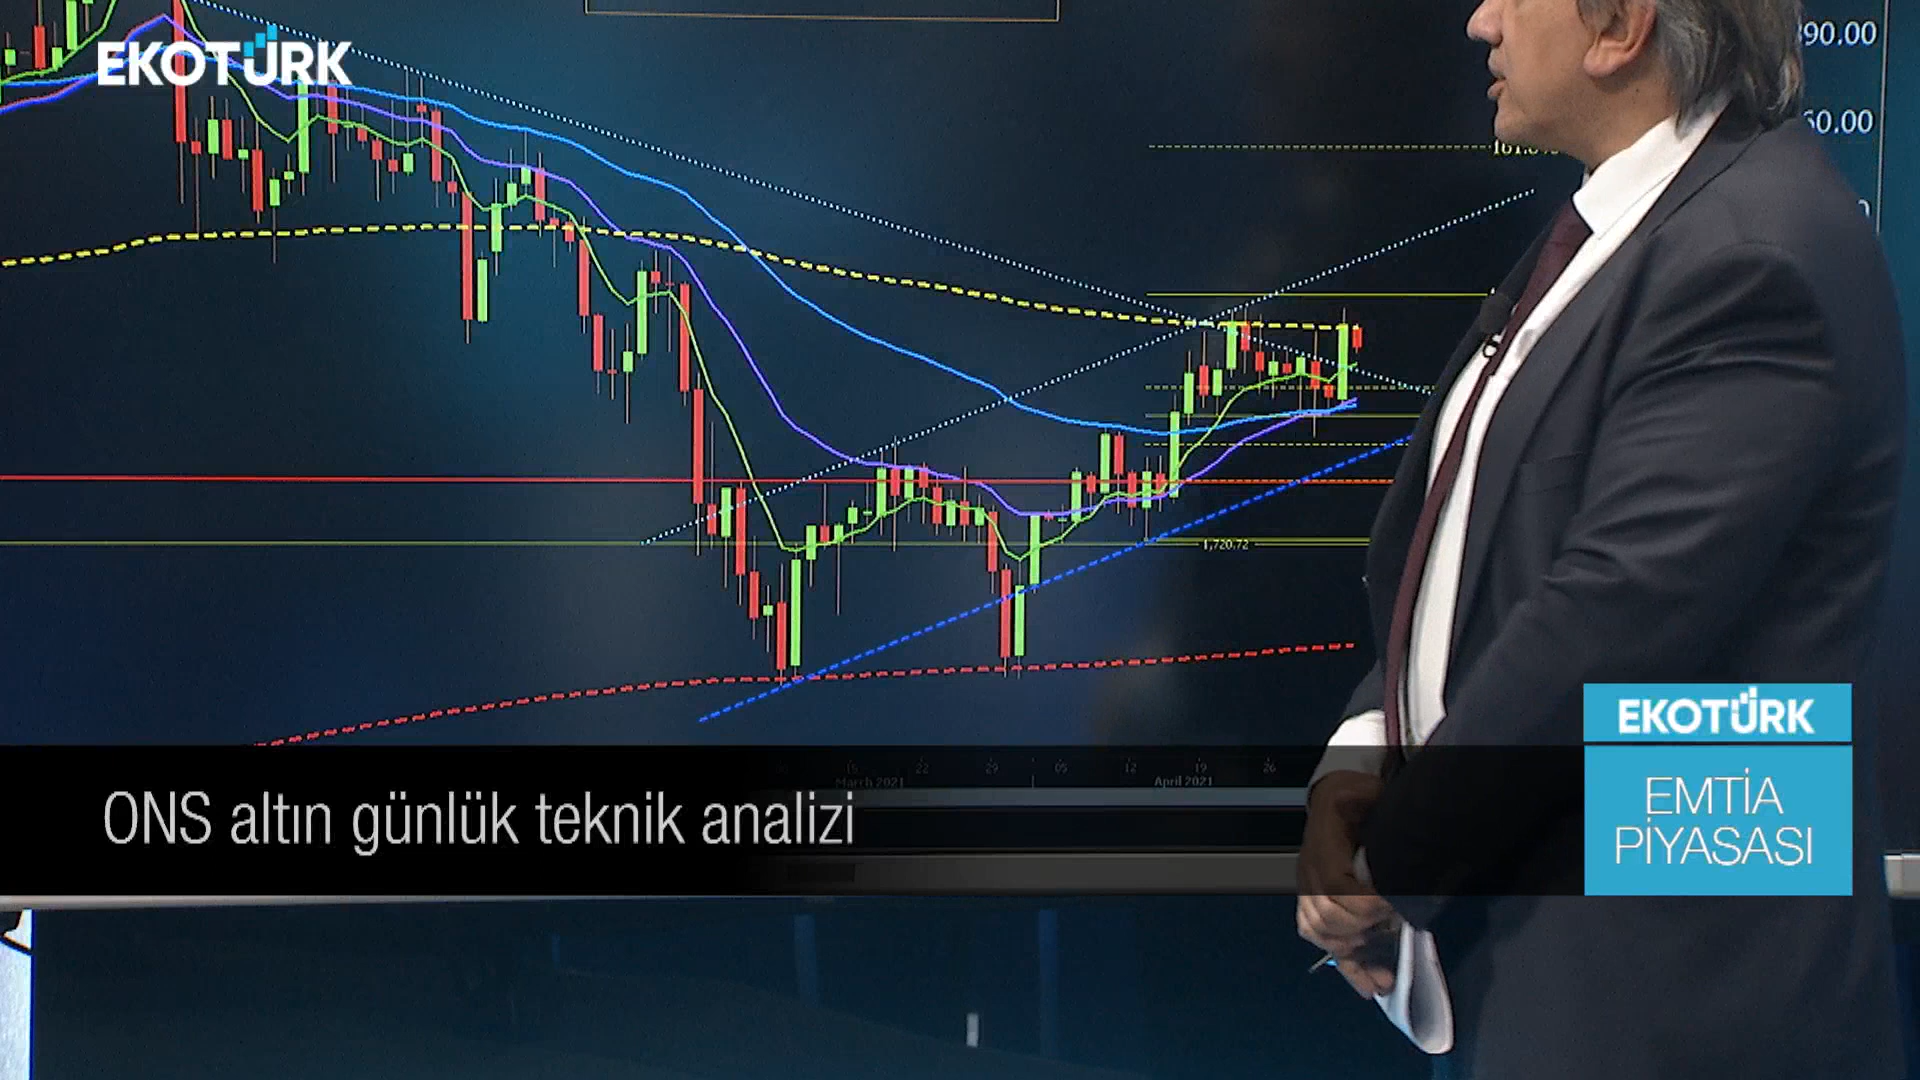 EKOTÜRK
90.00
60.00
1,720.72
15
22
29
05
12
19
26
March 2021
April 2021
ONS altın günlük teknik analizi
EKOTÜRK
EMTİA
PİYASASI